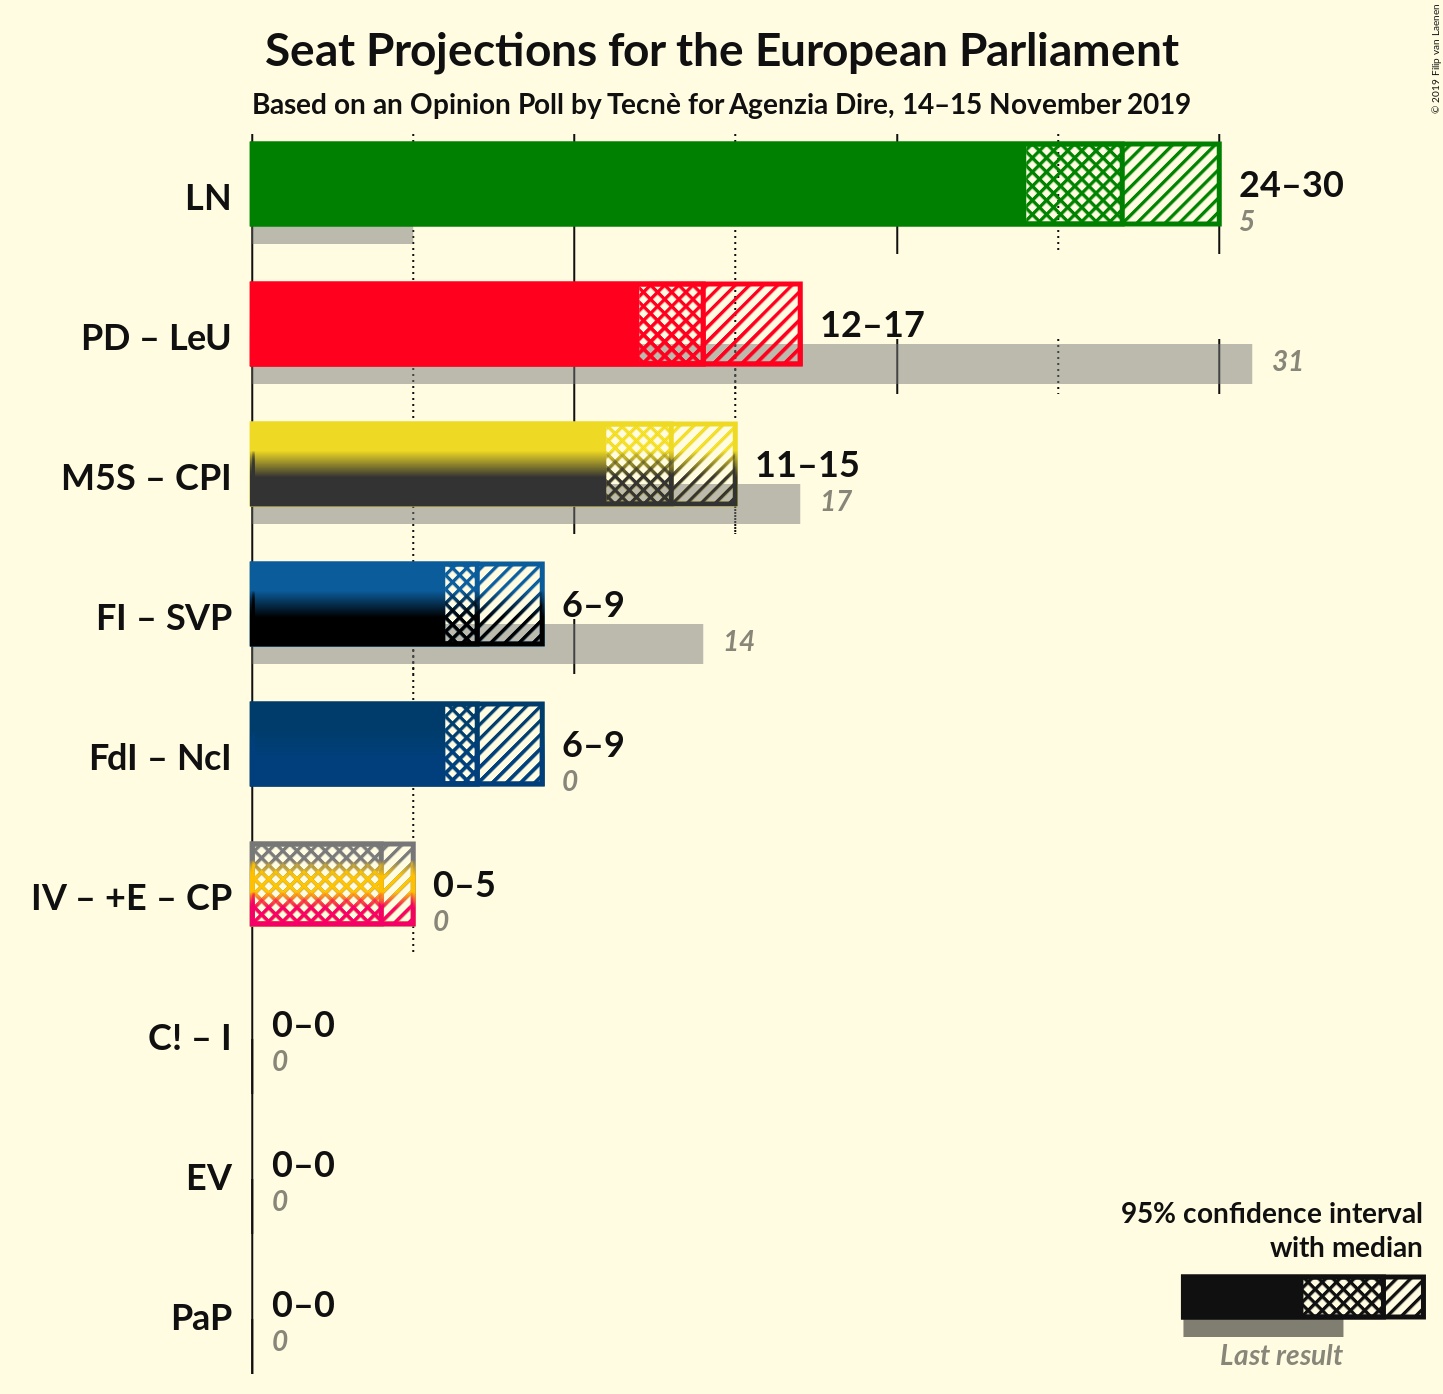 Seat Projections for the European Parliament
Based on an Opinion Poll by Tecnè for Agenzia Dire, 14–15 November 2019
© 2019 Filip van Laenen
LN
24–30
5
PD – LeU
12–17
31
M5S – CPI
11–15
17
FI – SVP
6–9
14
FdI – NcI
6–9
0
IV – +E – CP
0–5
0
C! – I
0–0
0
EV
0–0
0
PaP
0–0
0
95% confidence interval
with median
Last result